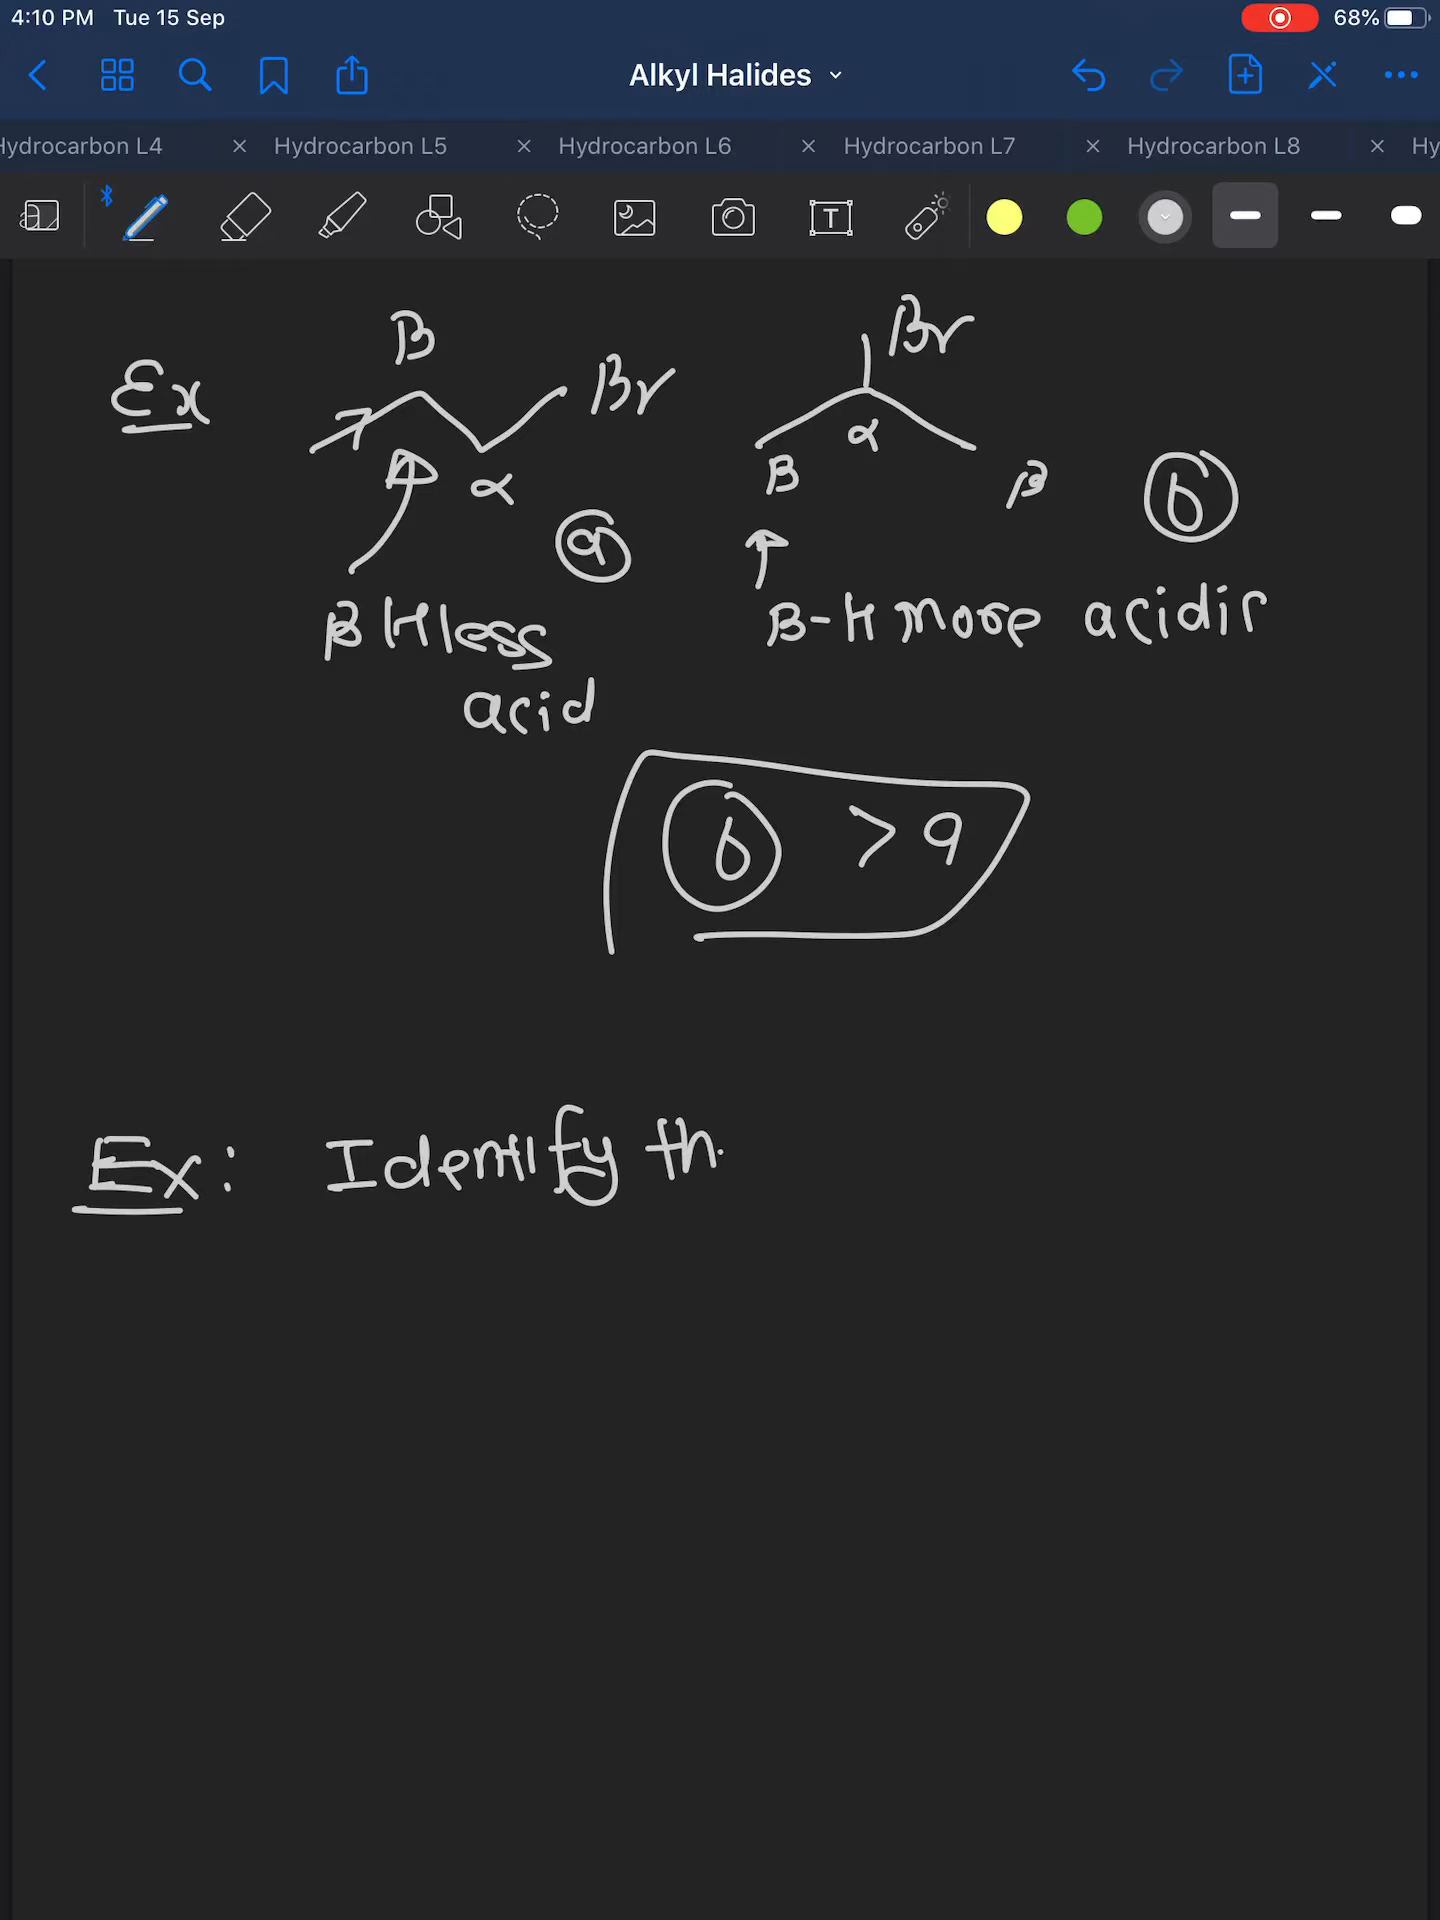 4:10 PM Tue 15 Sep 68%
Alkyl Halides
Hydrocarbon L4 Hydrocarbon L5 Hydrocarbon L6 Hydrocarbon L7 Hydrocarbon L8 Hy
Ex β Br Br
α α
β β
a b
β H less
acid
β-H more acidic
b > a
Ex: Identify th